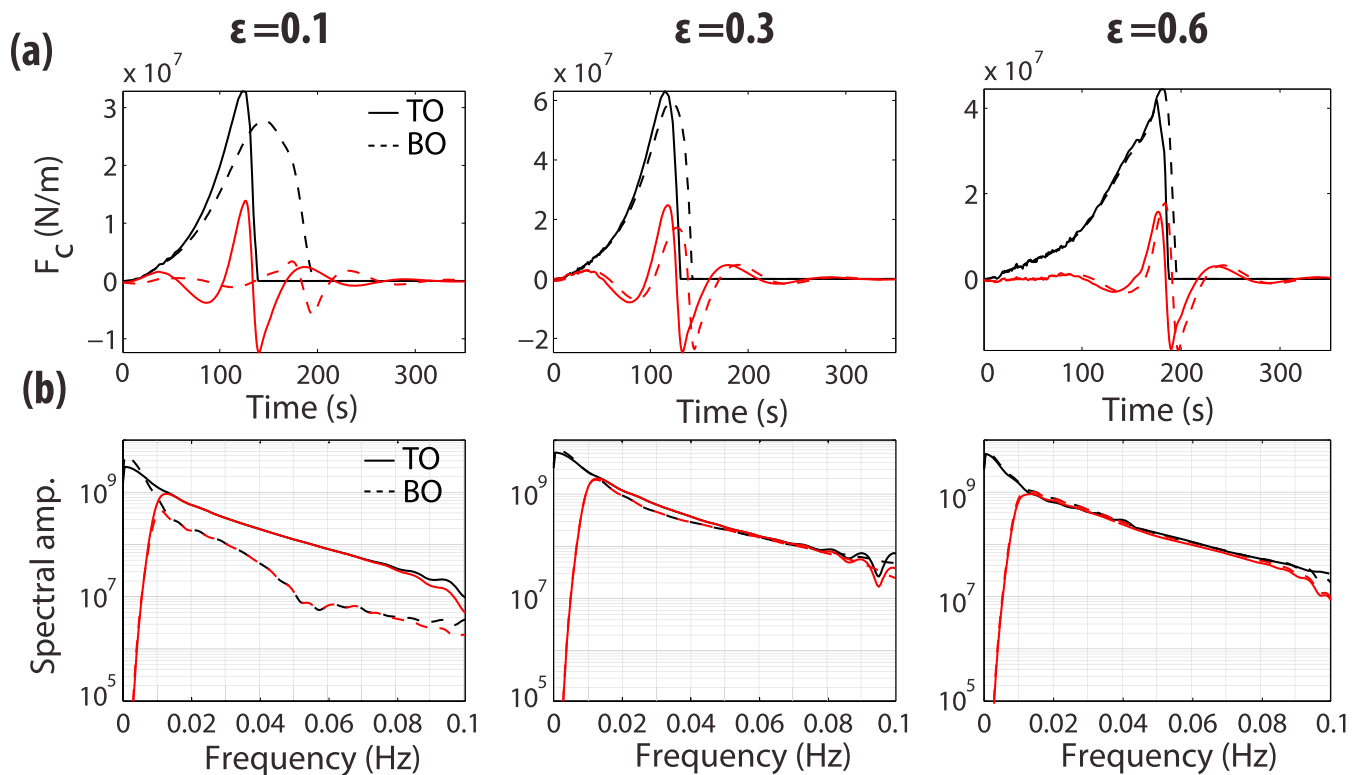 ε=0.1 ε=0.3 ε=0.6
(a)
x 10^7 x 10^7 x 10^7
F_C (N/m)
3 2 1 0 −1
TO
BO
6 4 2 0 −2
4 2 0
0 100 200 300
0 100 200 300
0 100 200 300
Time (s) Time (s) Time (s)
(b)
Spectral amp.
10^9 10^7 10^5
TO
BO
10^9 10^7 10^5
10^9 10^7 10^5
0 0.02 0.04 0.06 0.08 0.1
0 0.02 0.04 0.06 0.08 0.1
0 0.02 0.04 0.06 0.08 0.1
Frequency (Hz) Frequency (Hz) Frequency (Hz)